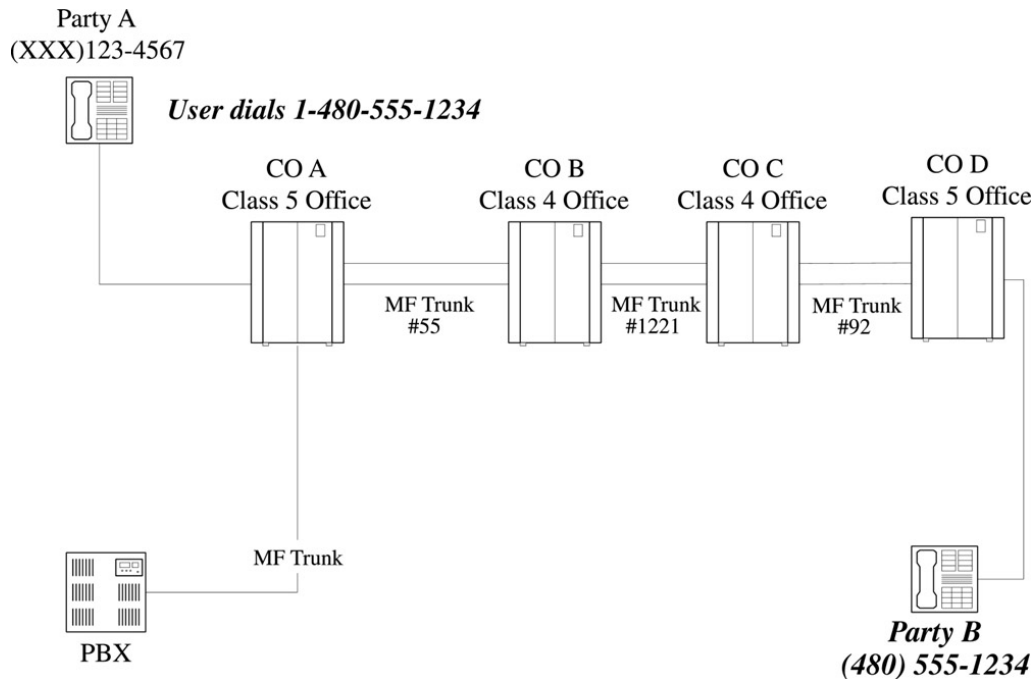 Party A
(XXX)123-4567
User dials 1-480-555-1234
CO A
Class 5 Office
CO B
Class 4 Office
CO C
Class 4 Office
CO D
Class 5 Office
MF Trunk
#55
MF Trunk
#1221
MF Trunk
#92
MF Trunk
PBX
Party B
(480) 555-1234